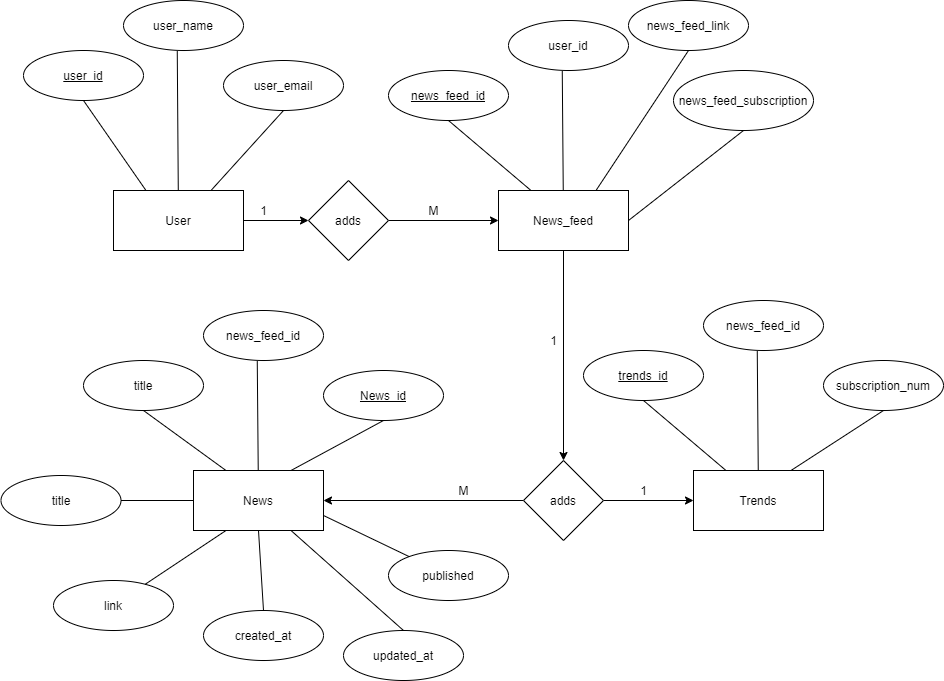 user_name
user_id
user_email
news_feed_link
user_id
news_feed_id
news_feed_subscription
User
1
adds
M
News_feed
1
news_feed_id
title
News_id
title
News
link
created_at
updated_at
published
M
adds
1
news_feed_id
trends_id
subscription_num
Trends